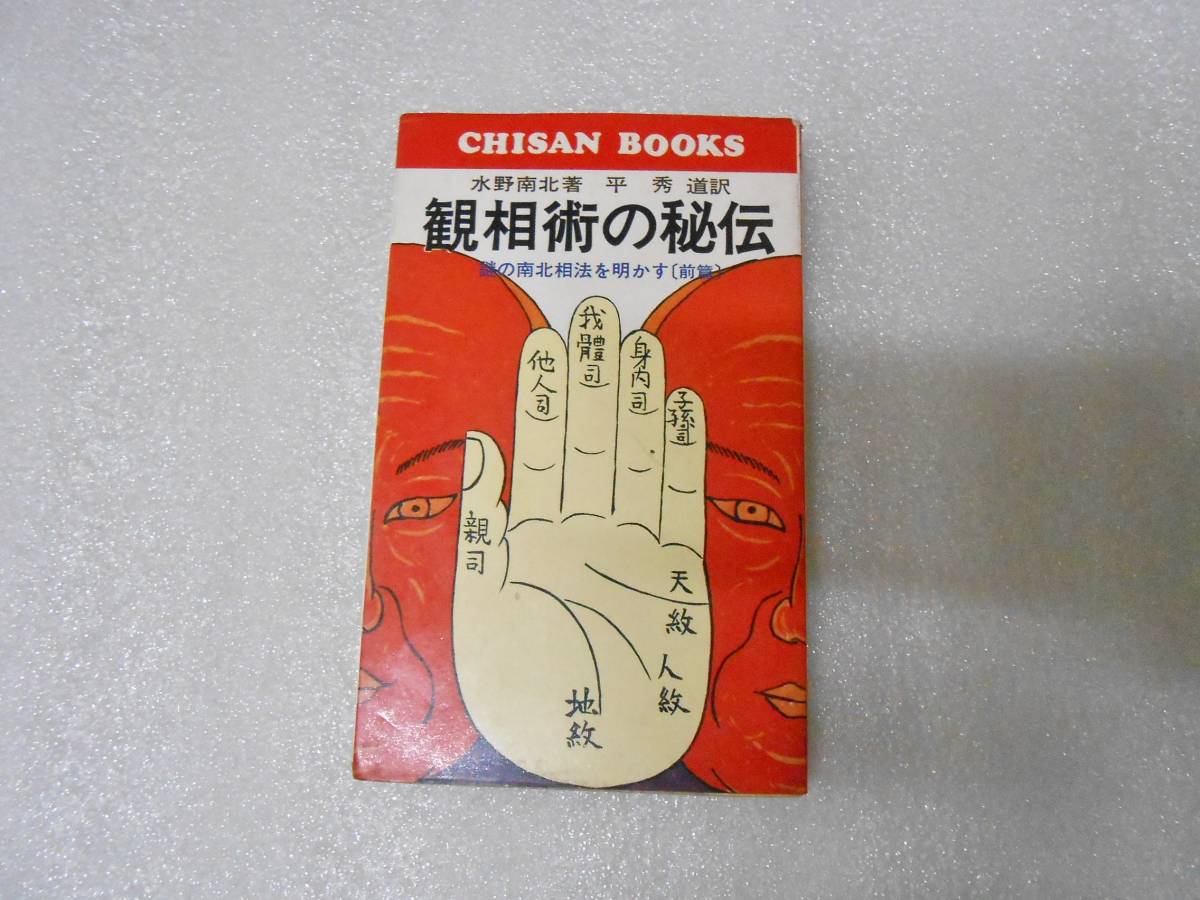 CHISAN BOOKS
水野南北著 平 秀 道訳
観相術の秘伝
謎の南北相法を明かす〔前篇〕
我體司
他人司
身内司
子孫司
親司
天紋
人紋
地紋